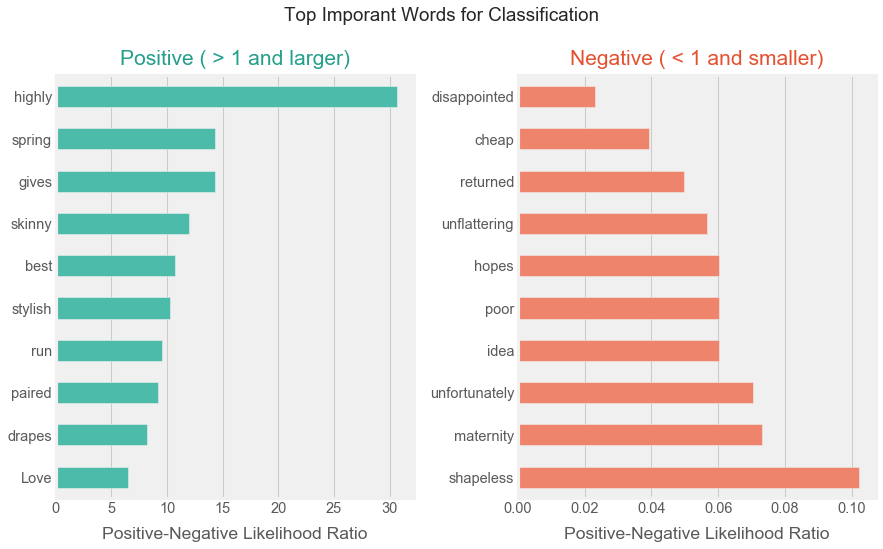 Top Imporant Words for Classification
Positive ( > 1 and larger)
highly
spring
gives
skinny
best
stylish
run
paired
drapes
Love
0 5 10 15 20 25 30
Positive-Negative Likelihood Ratio
Negative ( < 1 and smaller)
disappointed
cheap
returned
unflattering
hopes
poor
idea
unfortunately
maternity
shapeless
0.00 0.02 0.04 0.06 0.08 0.10
Positive-Negative Likelihood Ratio